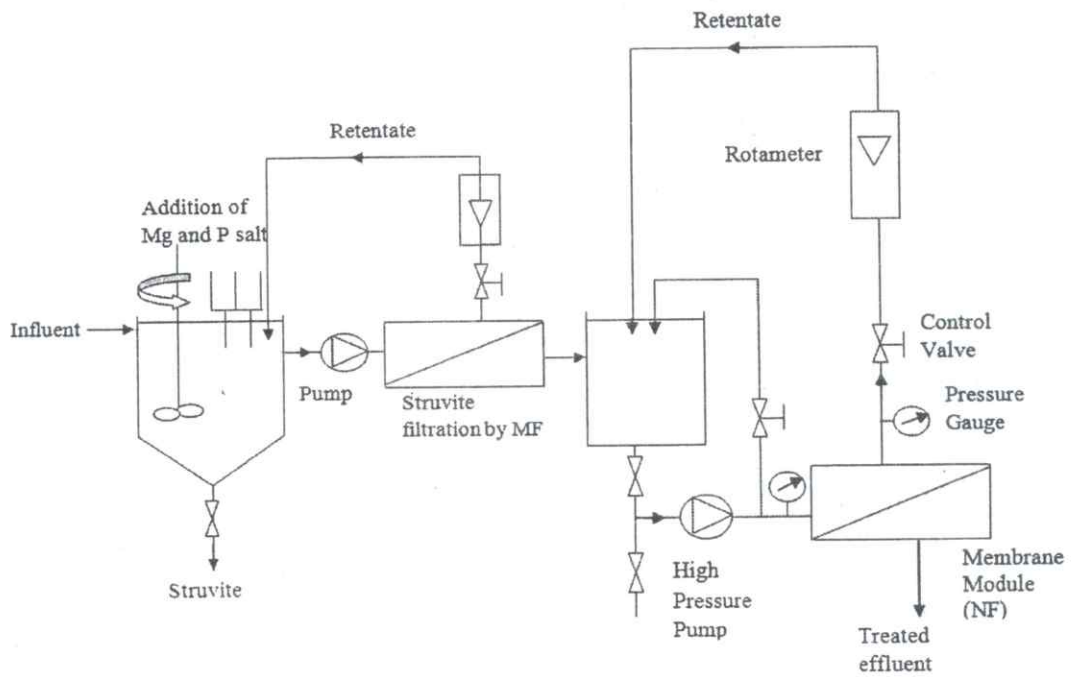 Retentate
Retentate
Rotameter
Addition of
Mg and P salt
Influent
Pump
Struvite
filtration by MF
Control
Valve
Pressure
Gauge
Struvite
High
Pressure
Pump
Membrane
Module
(NF)
Treated
effluent